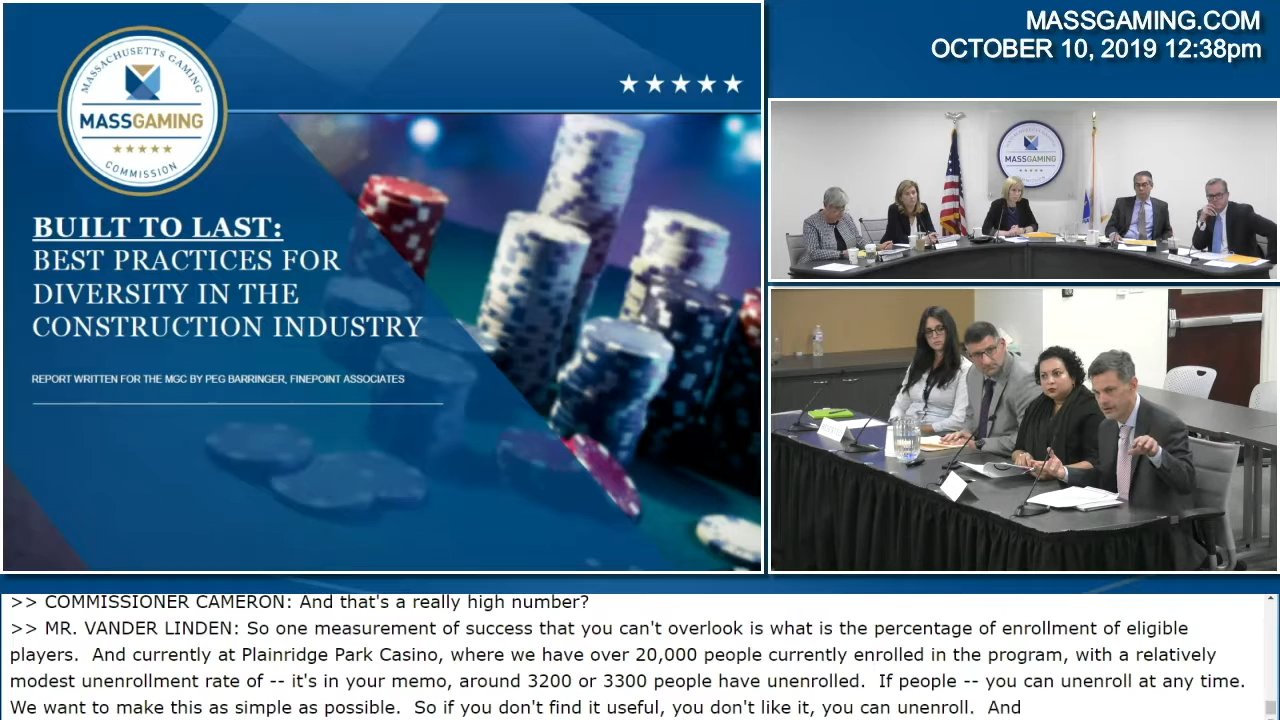 MASSGAMING.COM
OCTOBER 10, 2019 12:38pm
MASSACHUSETTS GAMING
MASSGAMING
COMMISSION
BUILT TO LAST:
BEST PRACTICES FOR
DIVERSITY IN THE
CONSTRUCTION INDUSTRY
REPORT WRITTEN FOR THE MGC BY PEG BARRINGER, FINEPOINT ASSOCIATES
MASSGAMING
>> COMMISSIONER CAMERON: And that's a really high number?
>> MR. VANDER LINDEN: So one measurement of success that you can't overlook is what is the percentage of enrollment of eligible
players.  And currently at Plainridge Park Casino, where we have over 20,000 people currently enrolled in the program, with a relatively
modest unenrollment rate of -- it's in your memo, around 3200 or 3300 people have unenrolled.  If people -- you can unenroll at any time.
We want to make this as simple as possible.  So if you don't find it useful, you don't like it, you can unenroll.  And